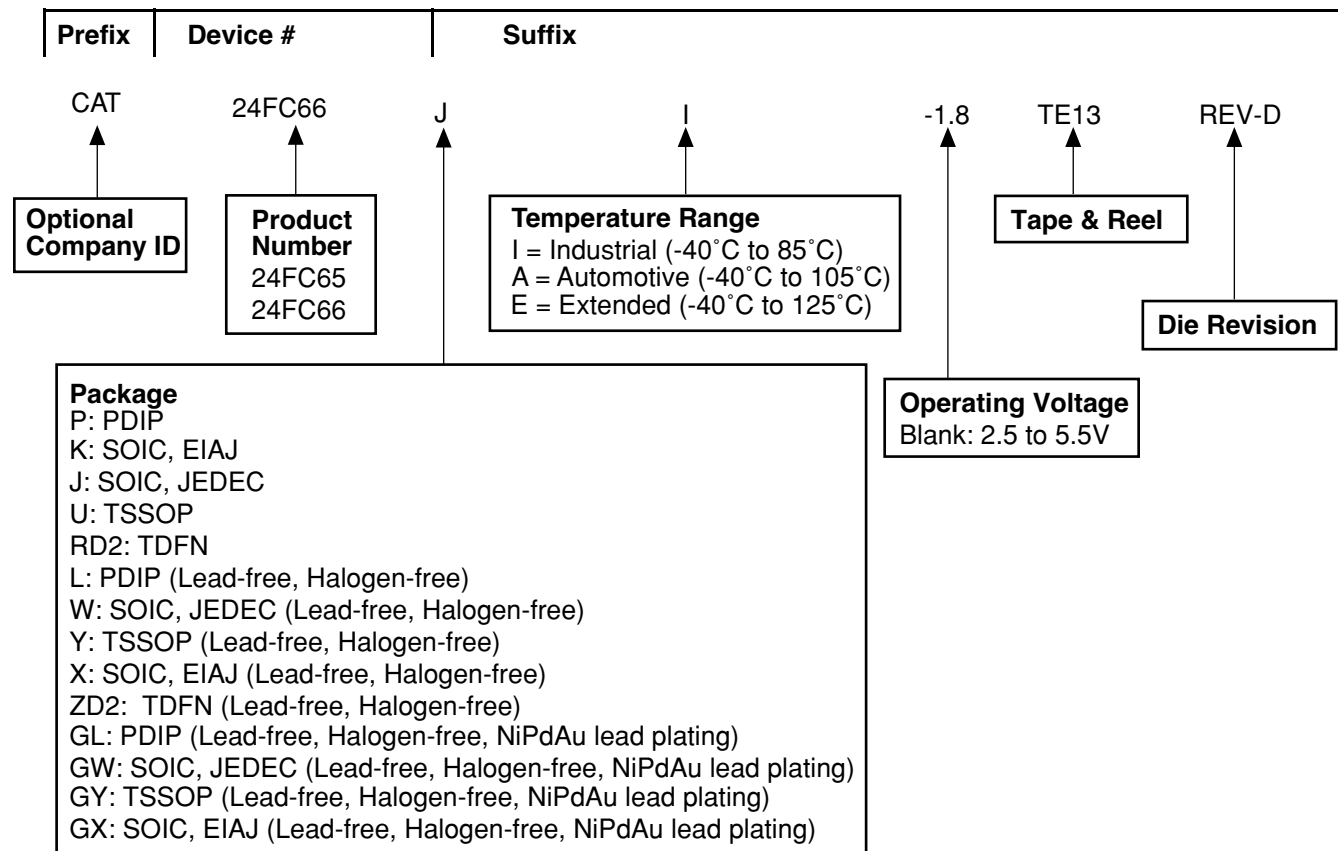 Prefix Device # Suffix
CAT 24FC66 J I -1.8 TE13 REV-D
Optional
Company ID
Product
Number
24FC65
24FC66
Temperature Range
I = Industrial (-40˚C to 85˚C)
A = Automotive (-40˚C to 105˚C)
E = Extended (-40˚C to 125˚C)
Tape & Reel
Die Revision
Package
P: PDIP
K: SOIC, EIAJ
J: SOIC, JEDEC
U: TSSOP
RD2: TDFN
L: PDIP (Lead-free, Halogen-free)
W: SOIC, JEDEC (Lead-free, Halogen-free)
Y: TSSOP (Lead-free, Halogen-free)
X: SOIC, EIAJ (Lead-free, Halogen-free)
ZD2: TDFN (Lead-free, Halogen-free)
GL: PDIP (Lead-free, Halogen-free, NiPdAu lead plating)
GW: SOIC, JEDEC (Lead-free, Halogen-free, NiPdAu lead plating)
GY: TSSOP (Lead-free, Halogen-free, NiPdAu lead plating)
GX: SOIC, EIAJ (Lead-free, Halogen-free, NiPdAu lead plating)
Operating Voltage
Blank: 2.5 to 5.5V